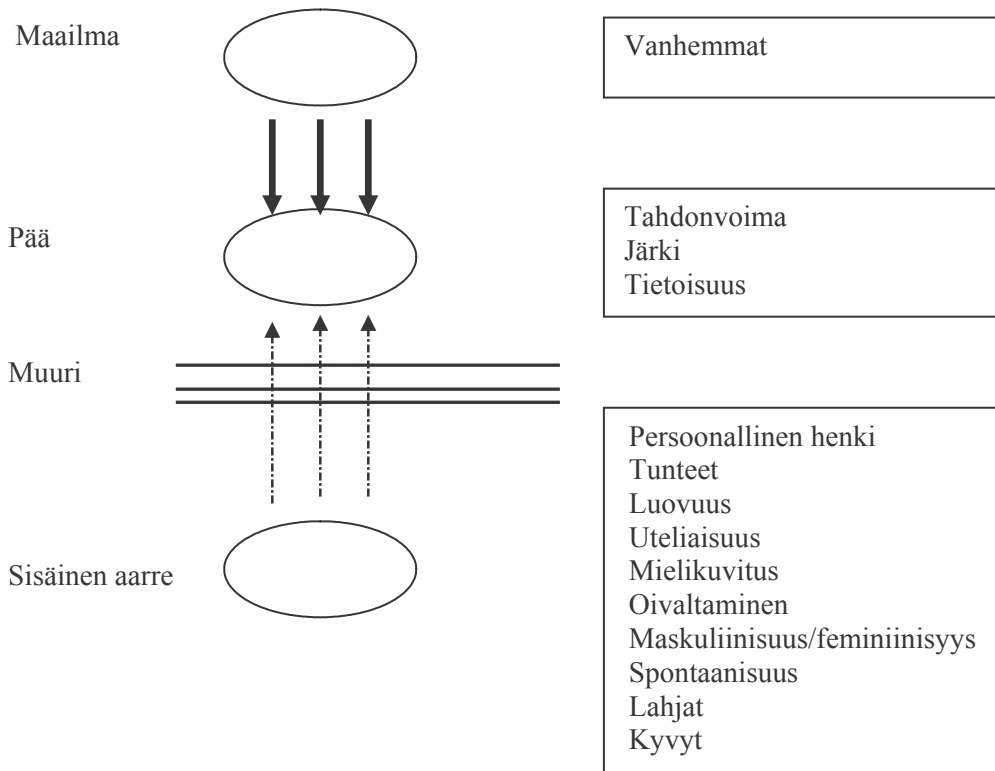 Maailma
Vanhemmat
Pää
Tahdonvoima
Järki
Tietoisuus
Muuri
Sisäinen aarre
Persoonallinen henki
Tunteet
Luovuus
Uteliaisuus
Mielikuvitus
Oivaltaminen
Maskuliinisuus/feminiinisyys
Spontaanisuus
Lahjat
Kyvyt